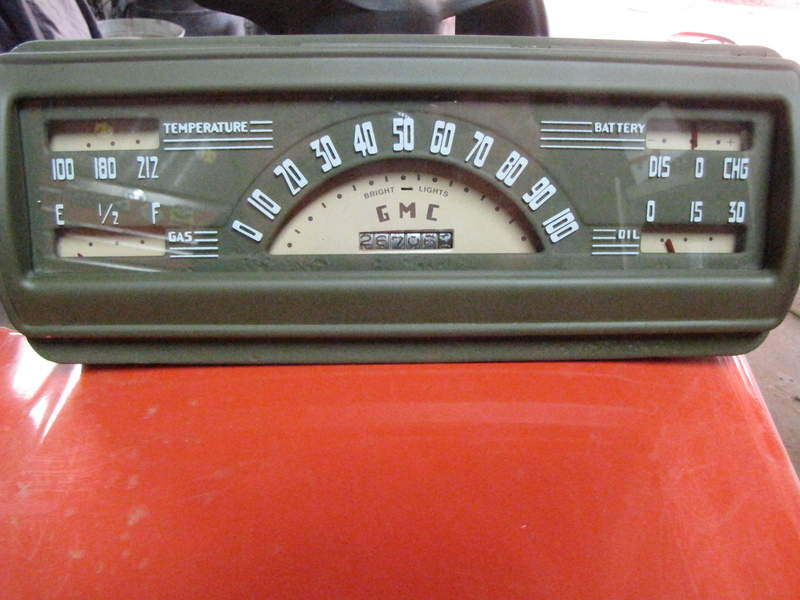 TEMPERATURE
100 180 212
E 1/2 F
GAS
0 10 20 30 40 50 60 70 80 90 100
BRIGHT LIGHTS
GMC
BATTERY
- +
DIS 0 CHG
0 15 30
OIL